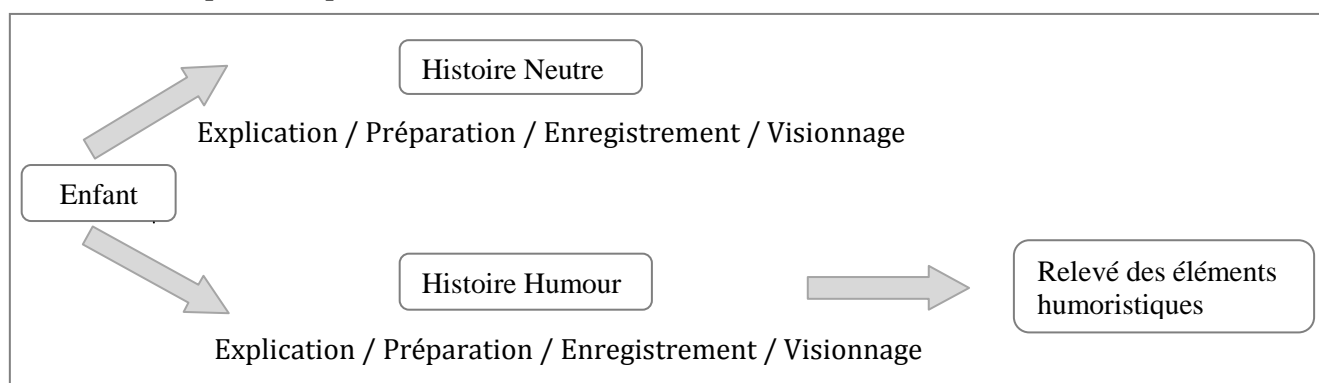 Histoire Neutre
Explication / Préparation / Enregistrement / Visionnage
Enfant
Histoire Humour
Relevé des éléments
humoristiques
Explication / Préparation / Enregistrement / Visionnage